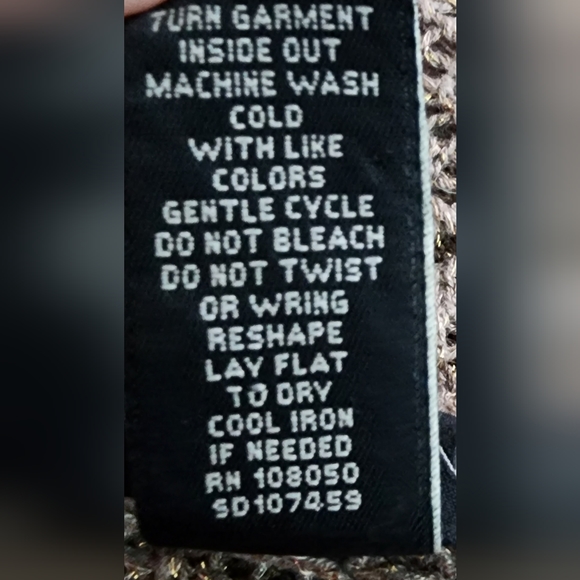 TURN GARMENT
INSIDE OUT
MACHINE WASH
COLD
WITH LIKE
COLORS
GENTLE CYCLE
DO NOT BLEACH
DO NOT TWIST
OR WRING
RESHAPE
LAY FLAT
TO DRY
COOL IRON
IF NEEDED
RN 108050
SD107459